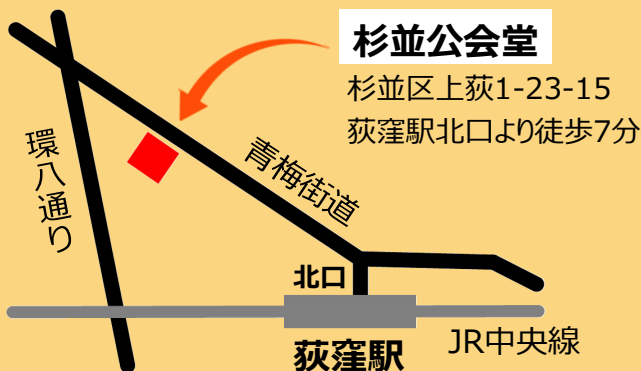 杉並公会堂
杉並区上荻1-23-15
荻窪駅北口より徒歩7分
環八通り
青梅街道
北口
荻窪駅
JR中央線